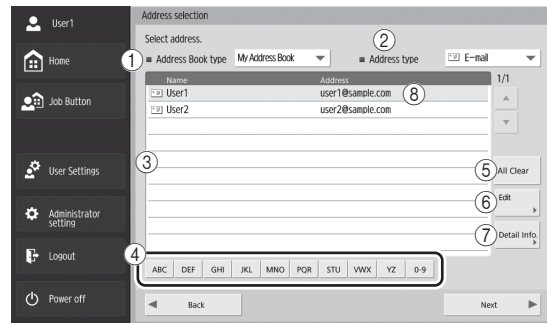 User1
Home
Job Button
User Settings
Administrator
setting
Logout
Power off
Address selection
Select address.
1 ■ Address Book type My Address Book ▼
2
■ Address type E-mail ▼
Name Address 1/1
User1 user1@sample.com 8
User2 user2@sample.com
3
5 All Clear
6 Edit
7 Detail Info.
4
ABC DEF GHI JKL MNO PQR STU VWX YZ 0-9
Back Next